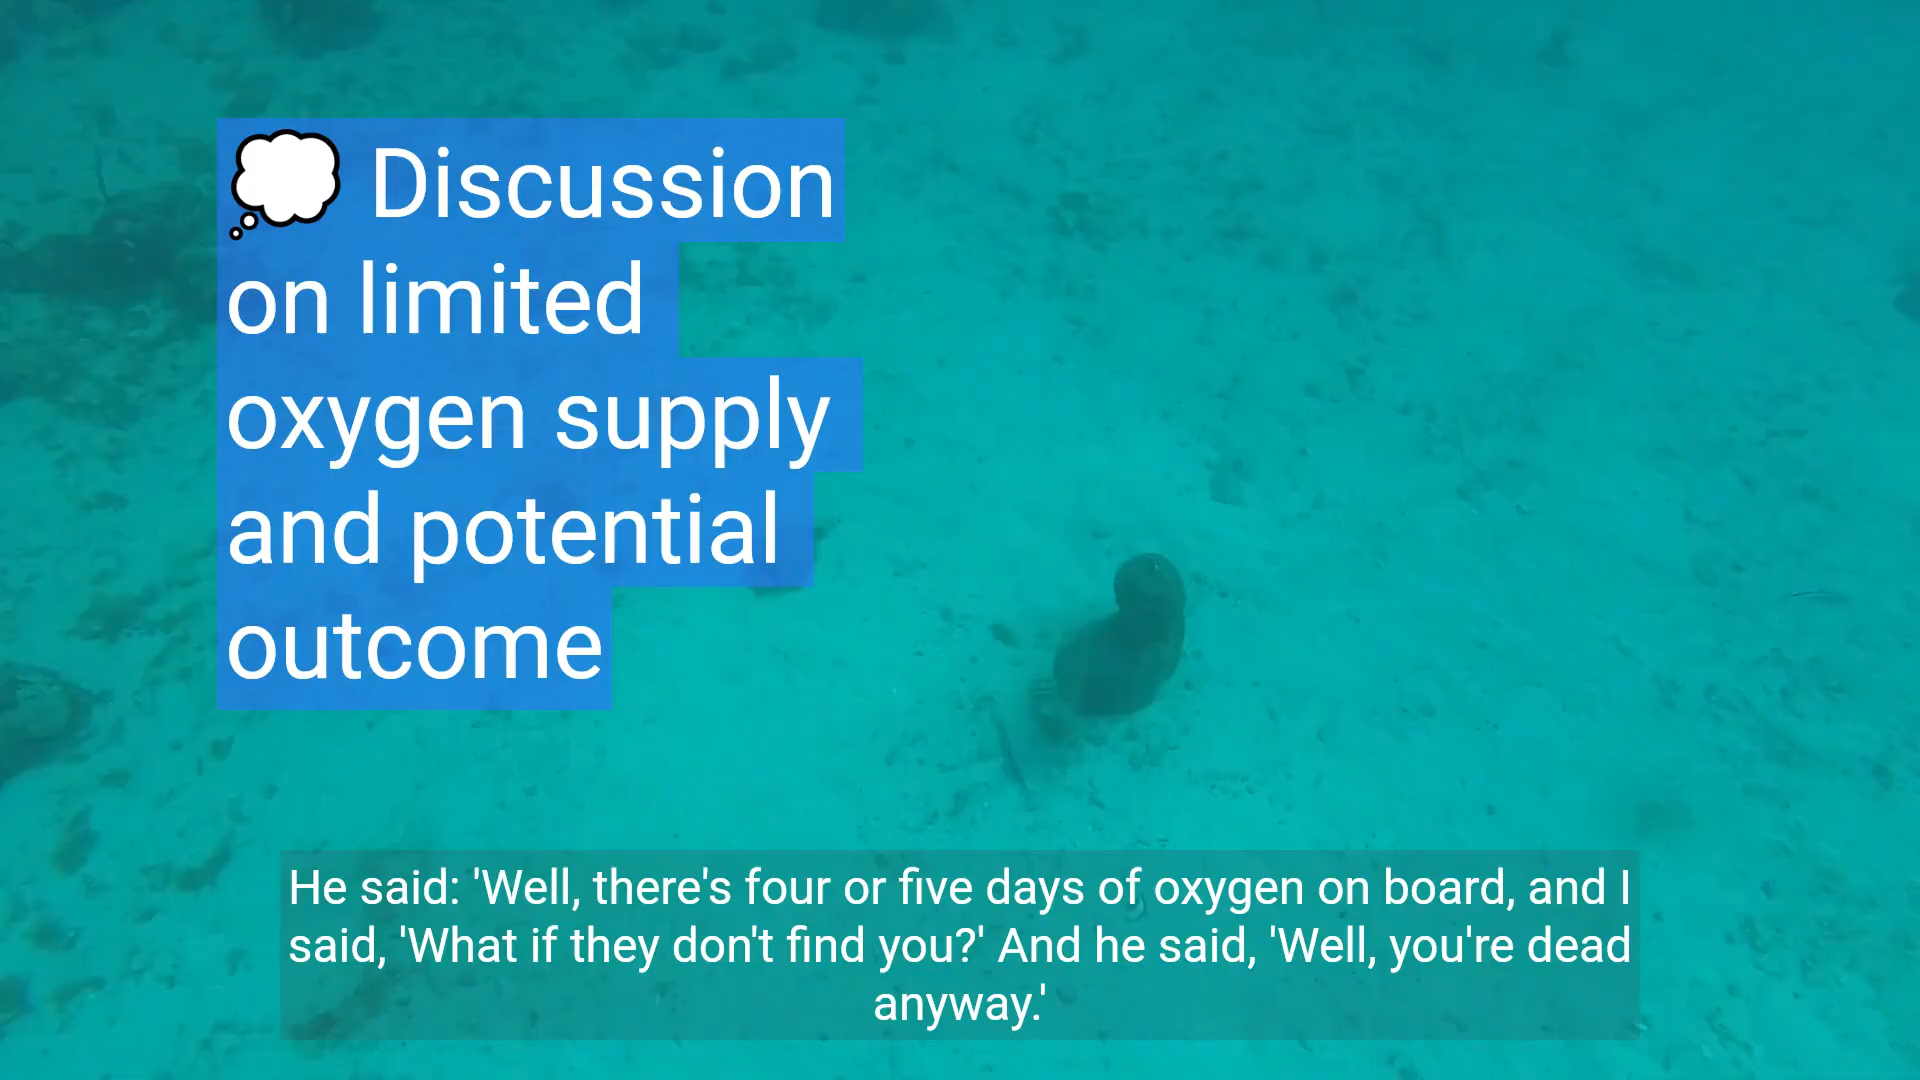 Discussion
on limited
oxygen supply
and potential
outcome
He said: 'Well, there's four or five days of oxygen on board, and I
said, 'What if they don't find you?' And he said, 'Well, you're dead
anyway.'